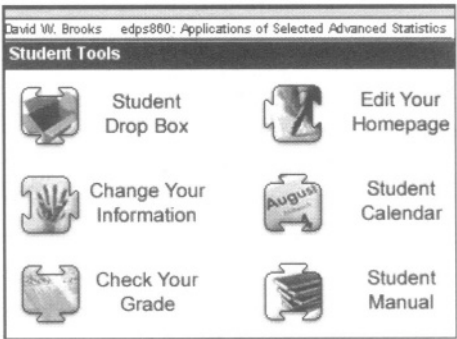 David W. Brooks edps860: Applications of Selected Advanced Statistics
Student Tools
Student
Drop Box
Edit Your
Homepage
Change Your
Information
August
Student
Calendar
Check Your
Grade
Student
Manual